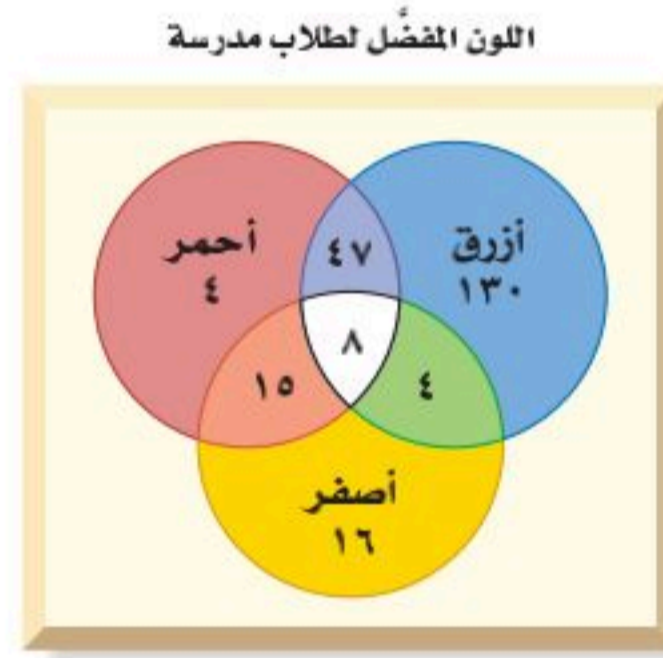 اللون المفضَّل لطلاب مدرسة
أزرق
١٣٠
٤٧
أحمر
٤
٨
٤
١٥
أصفر
١٦